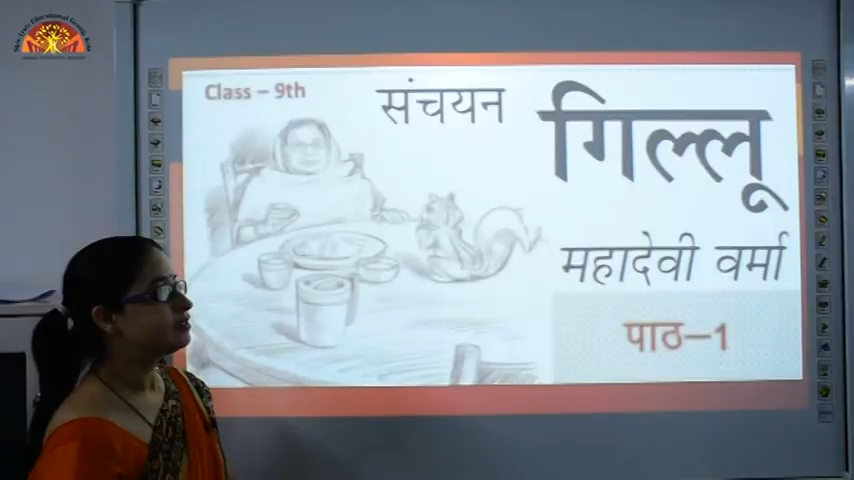 Class – 9th
संचयन
गिल्लू
महादेवी वर्मा
पाठ–1